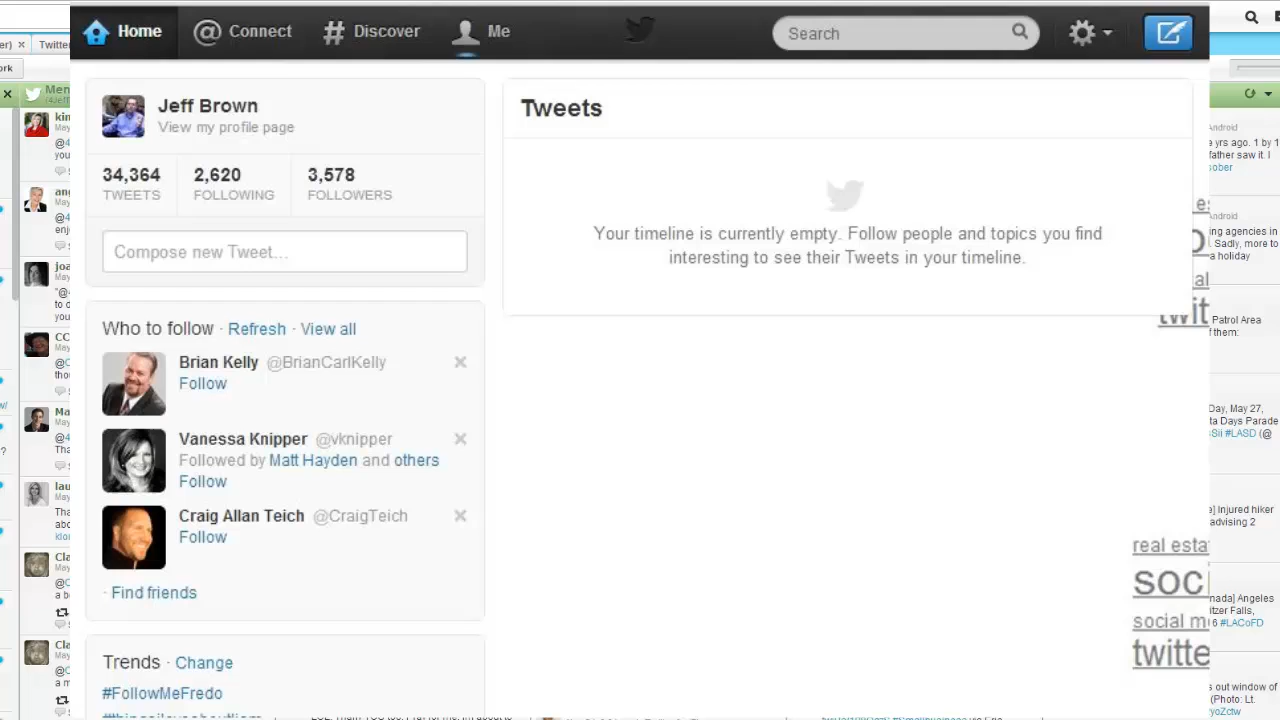 Home
Connect
Discover
Me
Search
Jeff Brown
View my profile page
34,364
TWEETS
2,620
FOLLOWING
3,578
FOLLOWERS
Compose new Tweet...
Who to follow · Refresh · View all
Brian Kelly @BrianCarlKelly
Follow
Vanessa Knipper @vknipper
Followed by Matt Hayden and others
Follow
Craig Allan Teich @CraigTeich
Follow
· Find friends
Trends · Change
#FollowMeFredo
Tweets
Your timeline is currently empty. Follow people and topics you find
interesting to see their Tweets in your timeline.
real esta
soci
social m
twitte
Android
yrs ago. 1 by 1
father saw it. I
sober
Android
ing agencies in
Sadly, more to
a holiday
Patrol Area
of them:
Day, May 27,
ta Days Parade
#LASD (@
] Injured hiker
advising 2
nada] Angeles
itzer Falls,
6 #LACoFD
s out window of
(Photo: Lt.